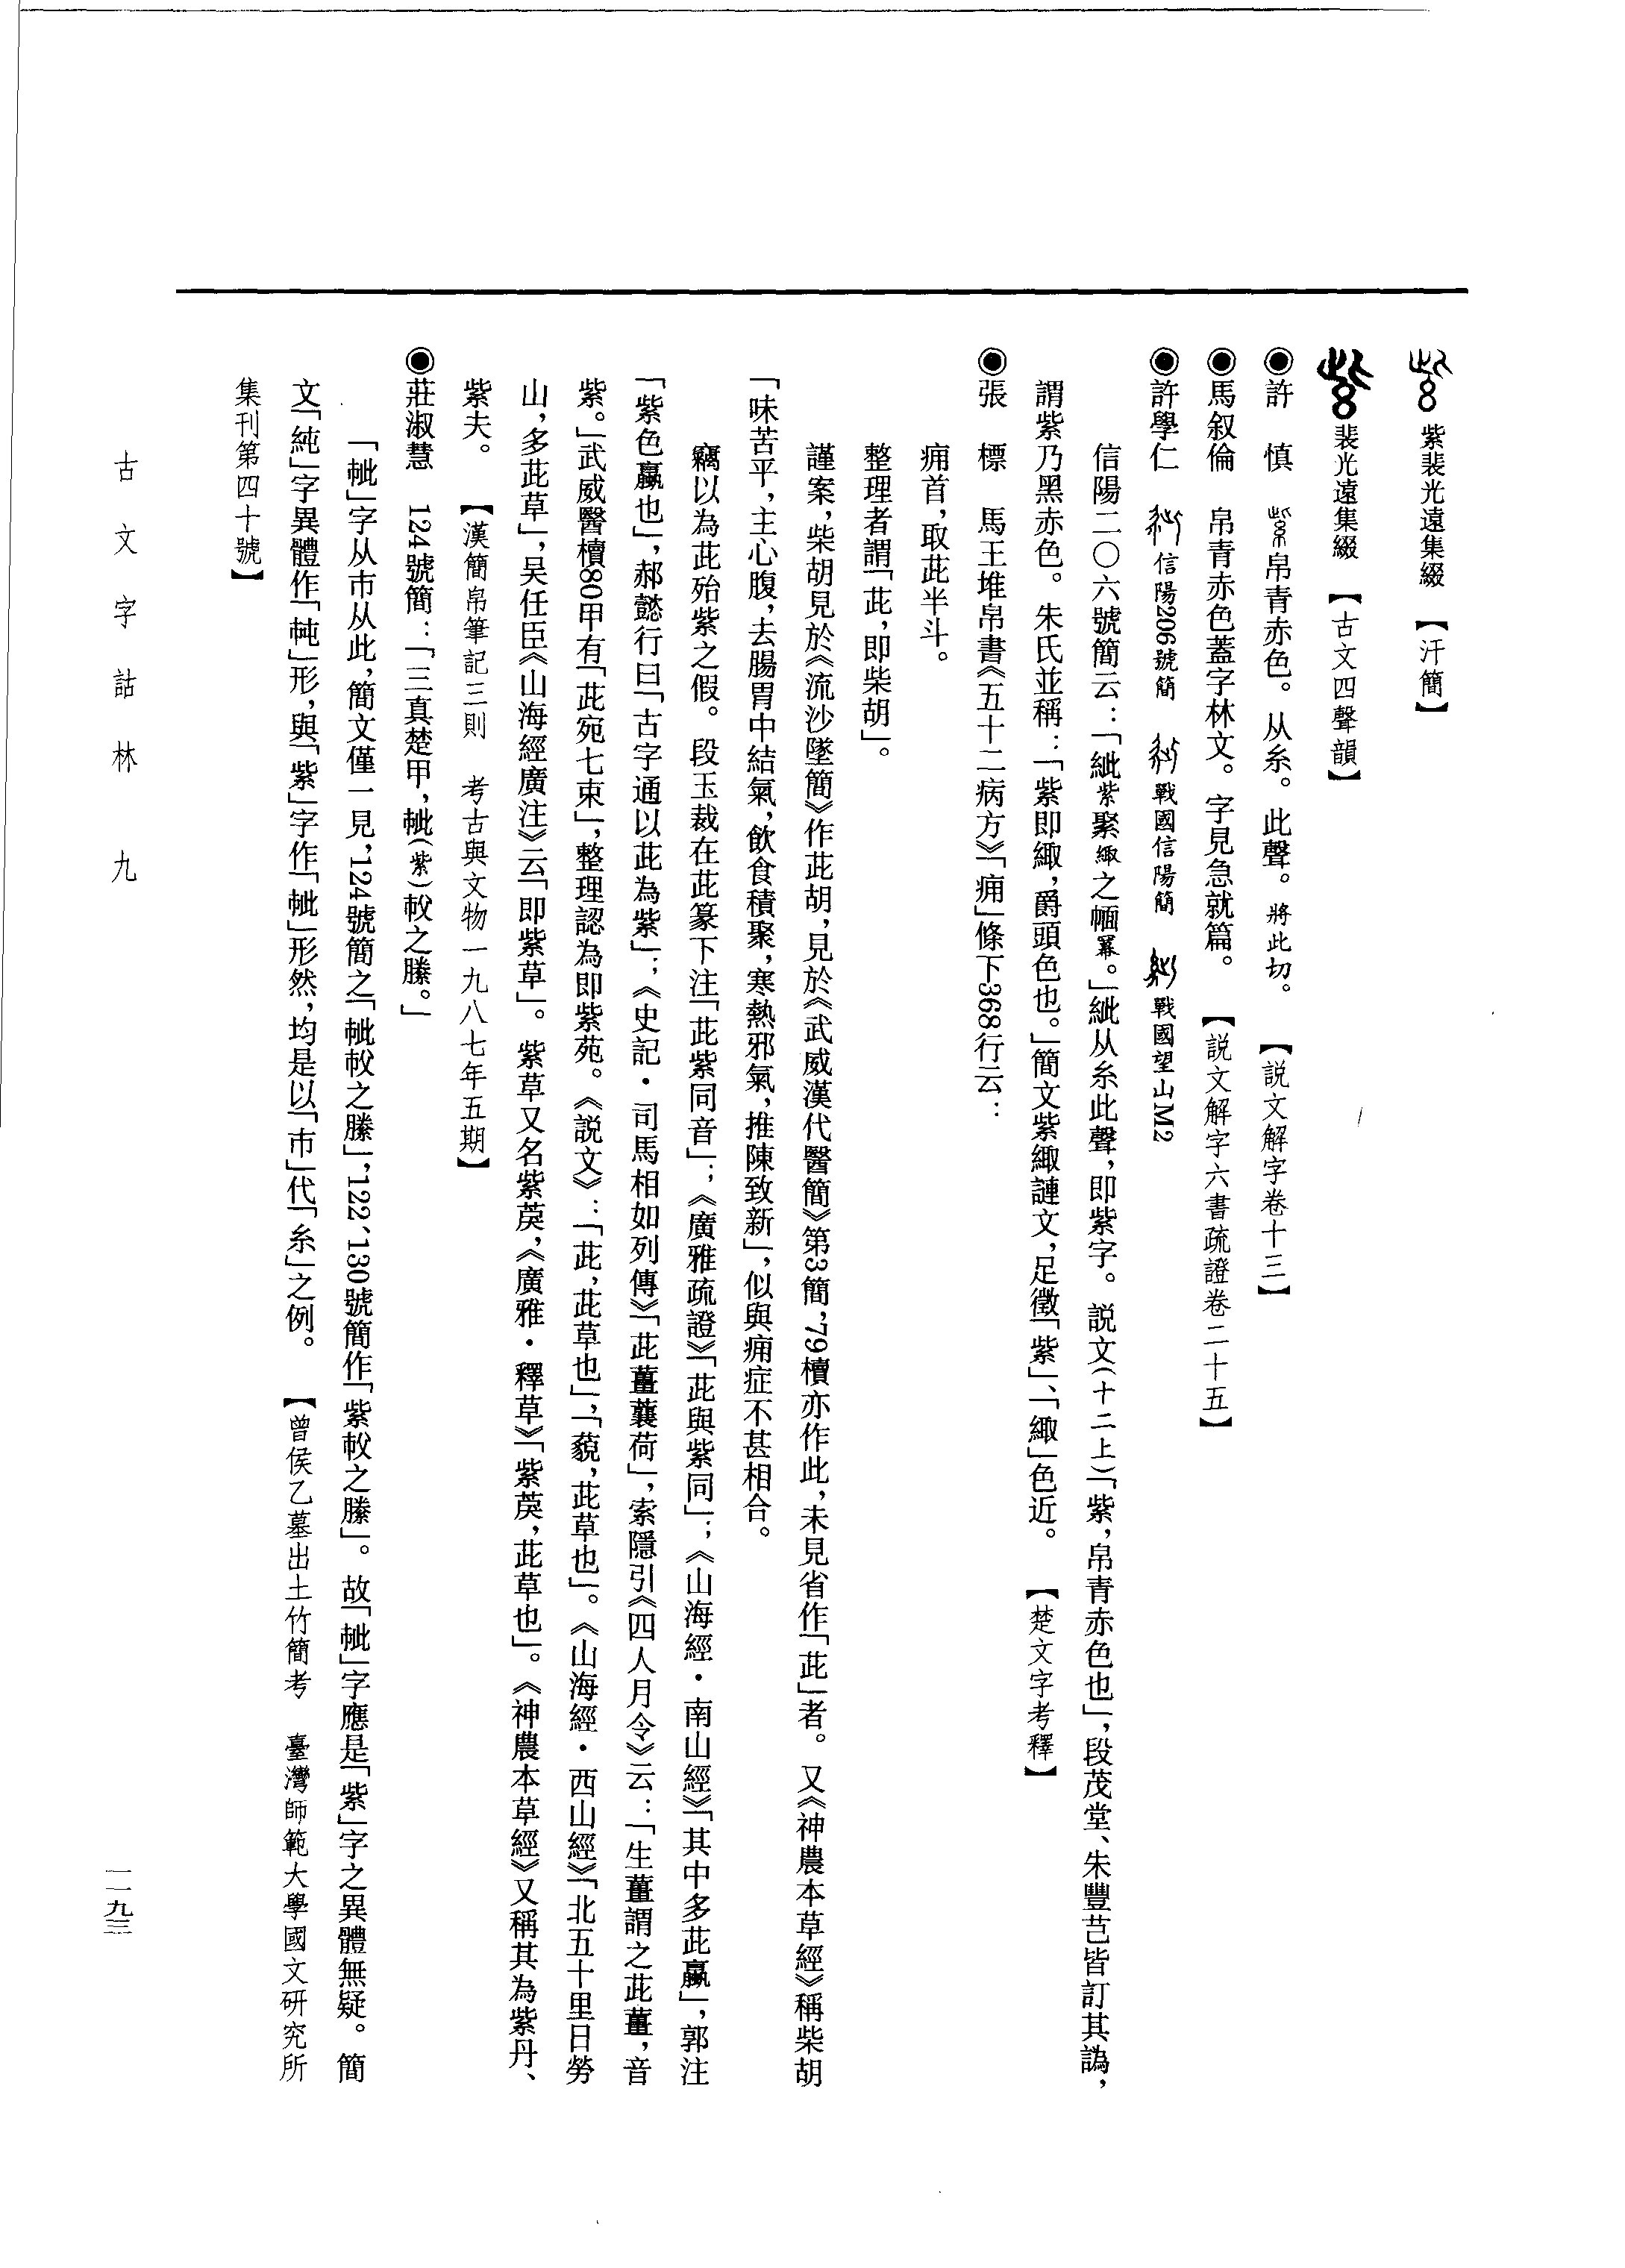 紫裴光遠集綴　【汗簡】
裴光遠集綴　【古文四聲韻】
◉許　慎　帛青赤色。从糸。此聲。將此切。　【説文解字卷十三】
◉馬叙倫　帛青赤色蓋字林文。字見急就篇。　【説文解字六書疏證卷二十五】
◉許學仁　信陽206號簡　戰國信陽簡　戰國望山M2
信陽二〇六號簡云：「紪紫聚緅之㡇冪。」紪从糸此聲，即紫字。説文（十二上）「紫，帛青赤色也」，段茂堂、朱豐芑皆訂其譌，
謂紫乃黑赤色。朱氏並稱：「紫即緅，爵頭色也。」簡文紫緅謰文，足徵「紫」、「緅」色近。　【楚文字考釋】
◉張　標　馬王堆帛書《五十二病方》「痈」條下368行云：
痈首，取茈半斗。
整理者謂「茈，即柴胡」。
謹案，柴胡見於《流沙墜簡》作茈胡，見於《武威漢代醫簡》第3簡，79牘亦作此，未見省作「茈」者。又《神農本草經》稱柴胡
「味苦平，主心腹，去腸胃中結氣，飲食積聚，寒熱邪氣，推陳致新」，似與痈症不甚相合。
竊以為茈殆紫之假。段玉裁在茈篆下注「茈紫同音」；《廣雅疏證》「茈與紫同」；《山海經·南山經》「其中多茈蠃」，郭注
「紫色蠃也」，郝懿行曰「古字通以茈為紫」；《史記·司馬相如列傳》「茈薑蘘荷」，索隱引《四人月令》云：「生薑謂之茈薑，音
紫。」武威醫牘80甲有「茈宛七束」，整理認為即紫菀。《説文》：「茈，茈草也」，「藐，茈草也」。《山海經·西山經》「北五十里曰勞
山，多茈草」，吴任臣《山海經廣注》云「即紫草」。紫草又名紫茣，《廣雅·釋草》「紫茣，茈草也」。《神農本草經》又稱其為紫丹、
紫夫。　【漢簡帛筆記三則　考古與文物一九八七年五期】
◉莊淑慧　124號簡：「三真楚甲，𢂷（紫）㡈之縢。」
「𢂷」字从市从此，簡文僅一見，124號簡之「𢂷㡈之縢」，122、130號簡作「紫㡈之縢」。故「𢂷」字應是「紫」字之異體無疑。簡
文「純」字異體作「㡒」形，與「紫」字作「𢂷」形然，均是以「市」代「糸」之例。　【曾侯乙墓出土竹簡考　臺灣師範大學國文研究所
集刊第四十號】
古文字詁林　九
一一九三